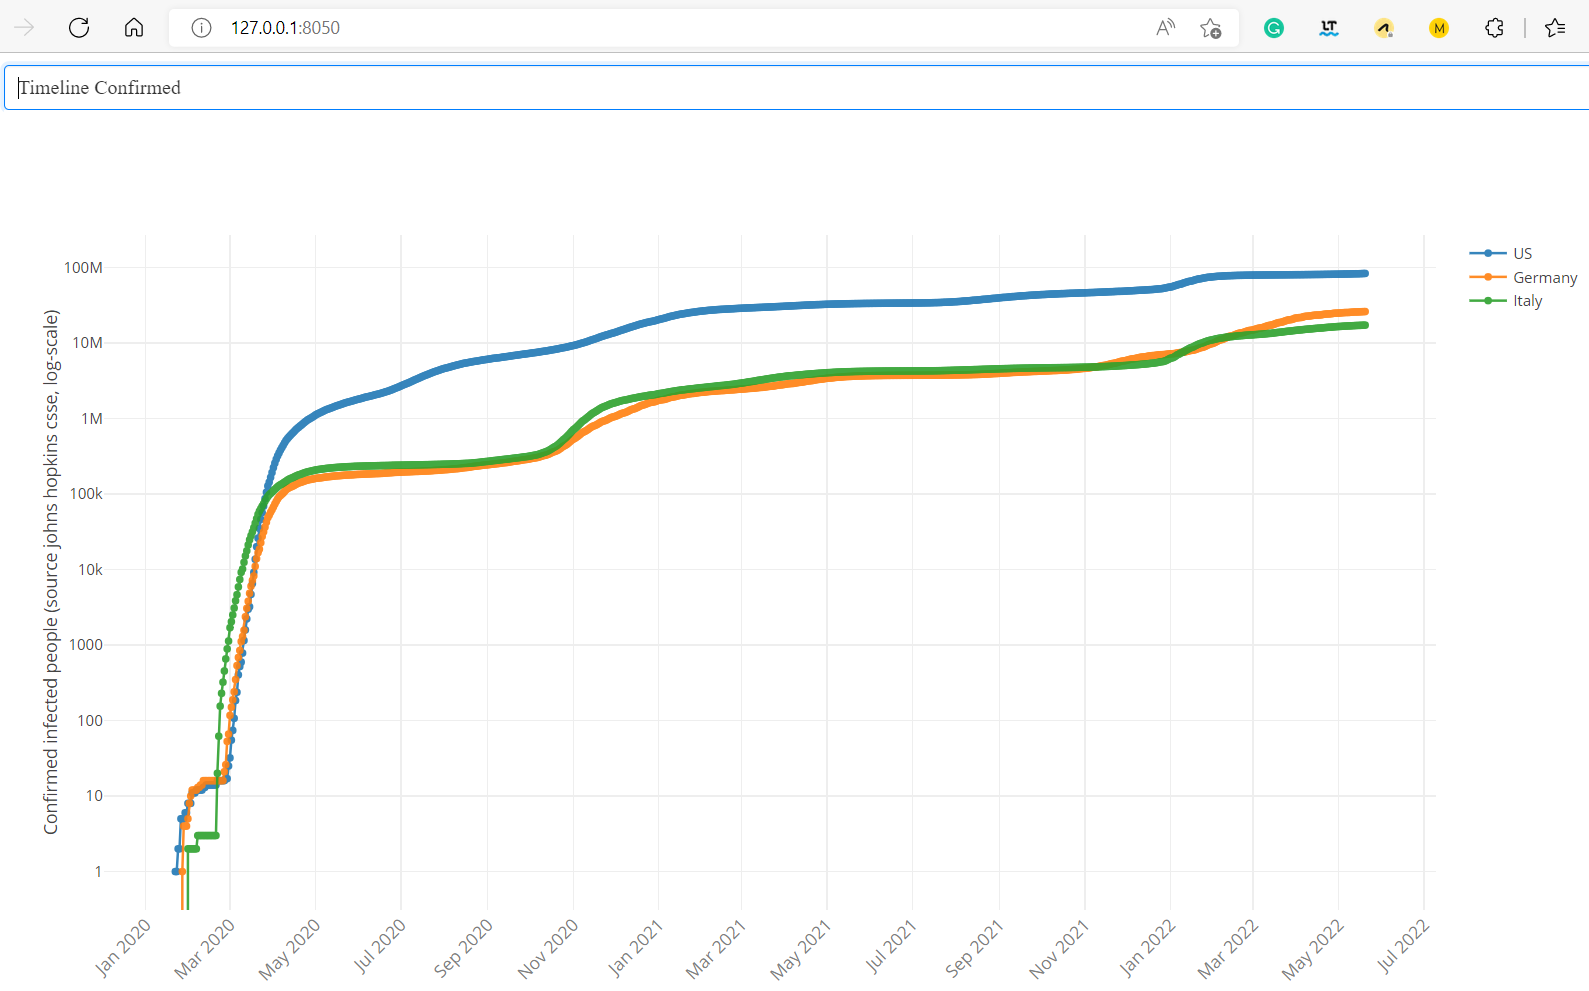 127.0.0.1:8050
Timeline Confirmed
US
Germany
Italy
Confirmed infected people (source johns hopkins csse, log-scale)
100M
10M
1M
100k
10k
1000
100
10
1
Jan 2020
Mar 2020
May 2020
Jul 2020
Sep 2020
Nov 2020
Jan 2021
Mar 2021
May 2021
Jul 2021
Sep 2021
Nov 2021
Jan 2022
Mar 2022
May 2022
Jul 2022
A
G
LT
M